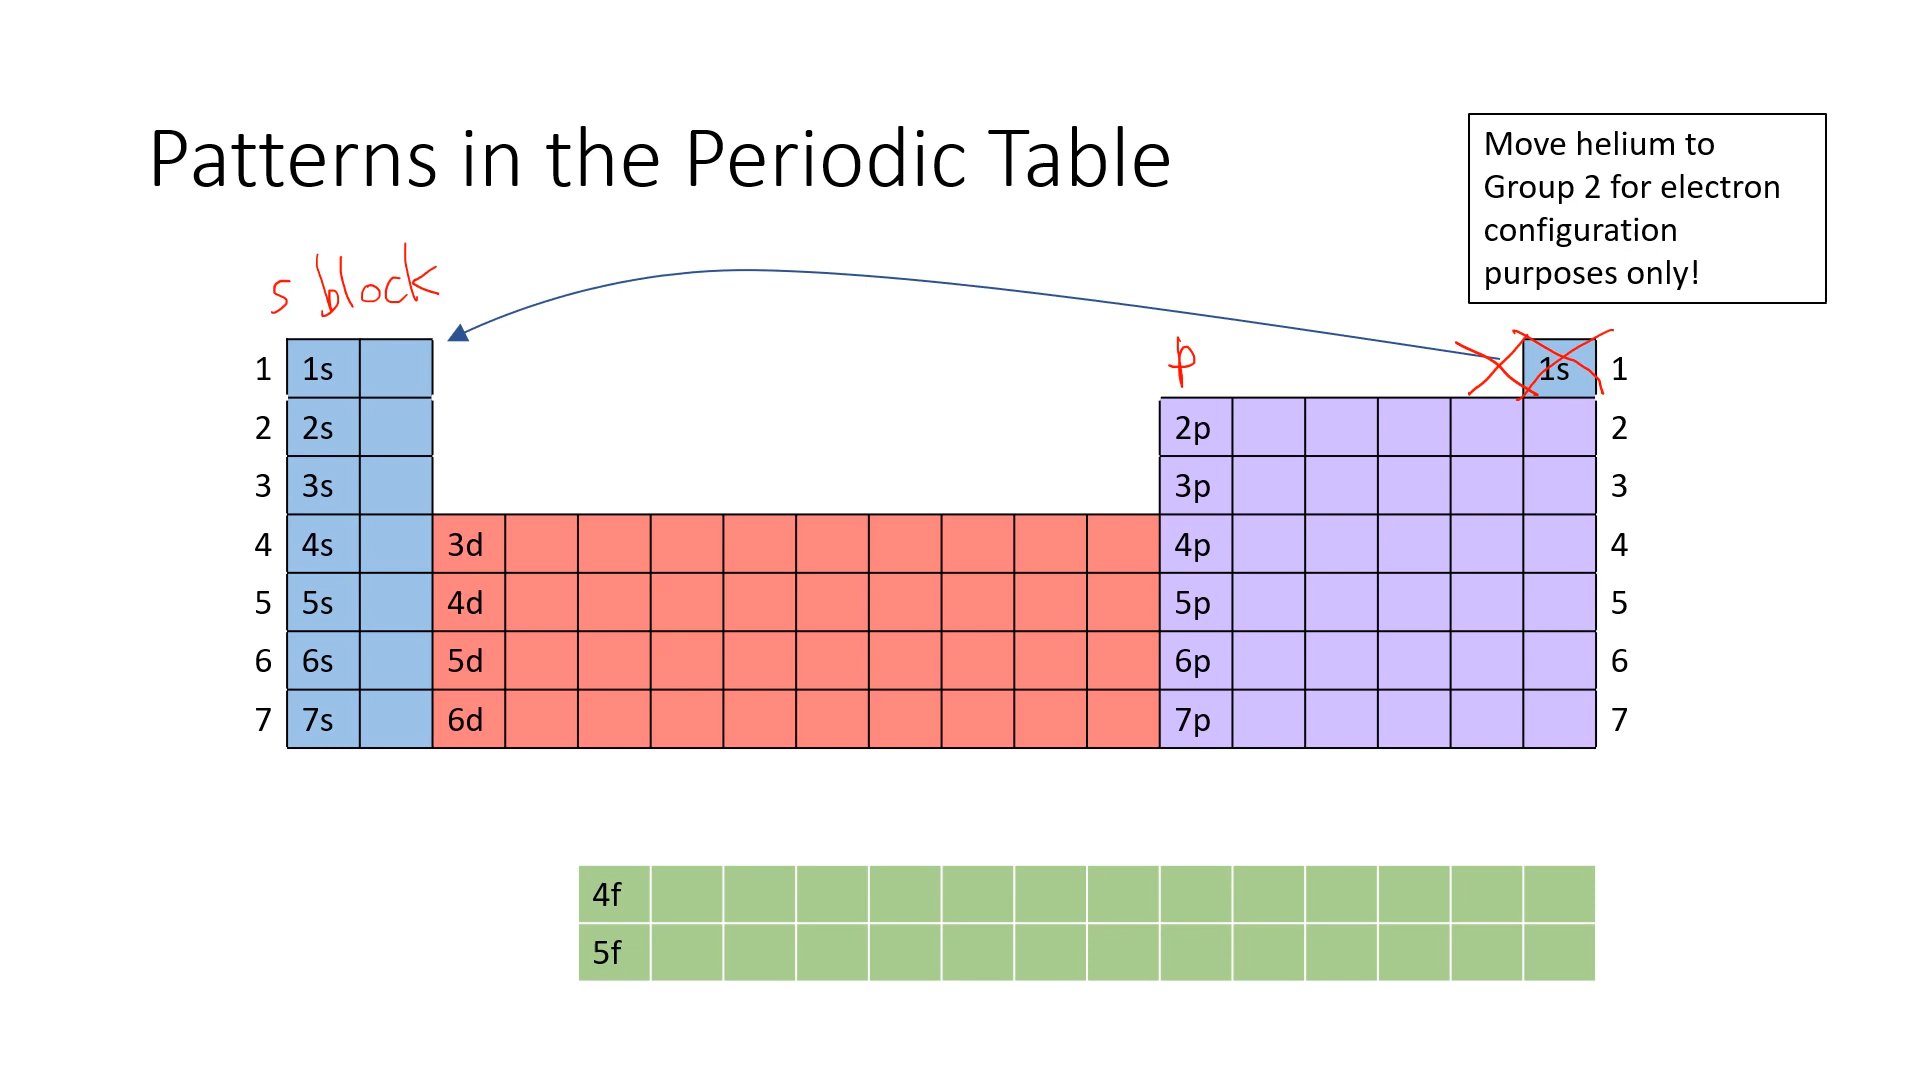 Patterns in the Periodic Table
Move helium to
Group 2 for electron
configuration
purposes only!
s block
p
1 1s 1s 1
2 2s 2p 2
3 3s 3p 3
4 4s 3d 4p 4
5 5s 4d 5p 5
6 6s 5d 6p 6
7 7s 6d 7p 7
4f
5f